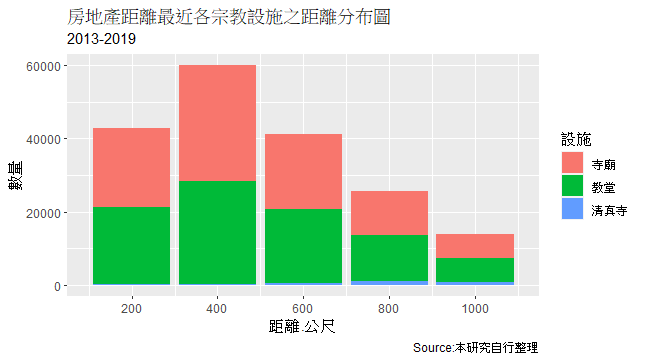 房地產距離最近各宗教設施之距離分布圖
2013-2019
60000
40000
20000
0
數量
200 400 600 800 1000
距離.公尺
設施
寺廟
教堂
清真寺
Source:本研究自行整理